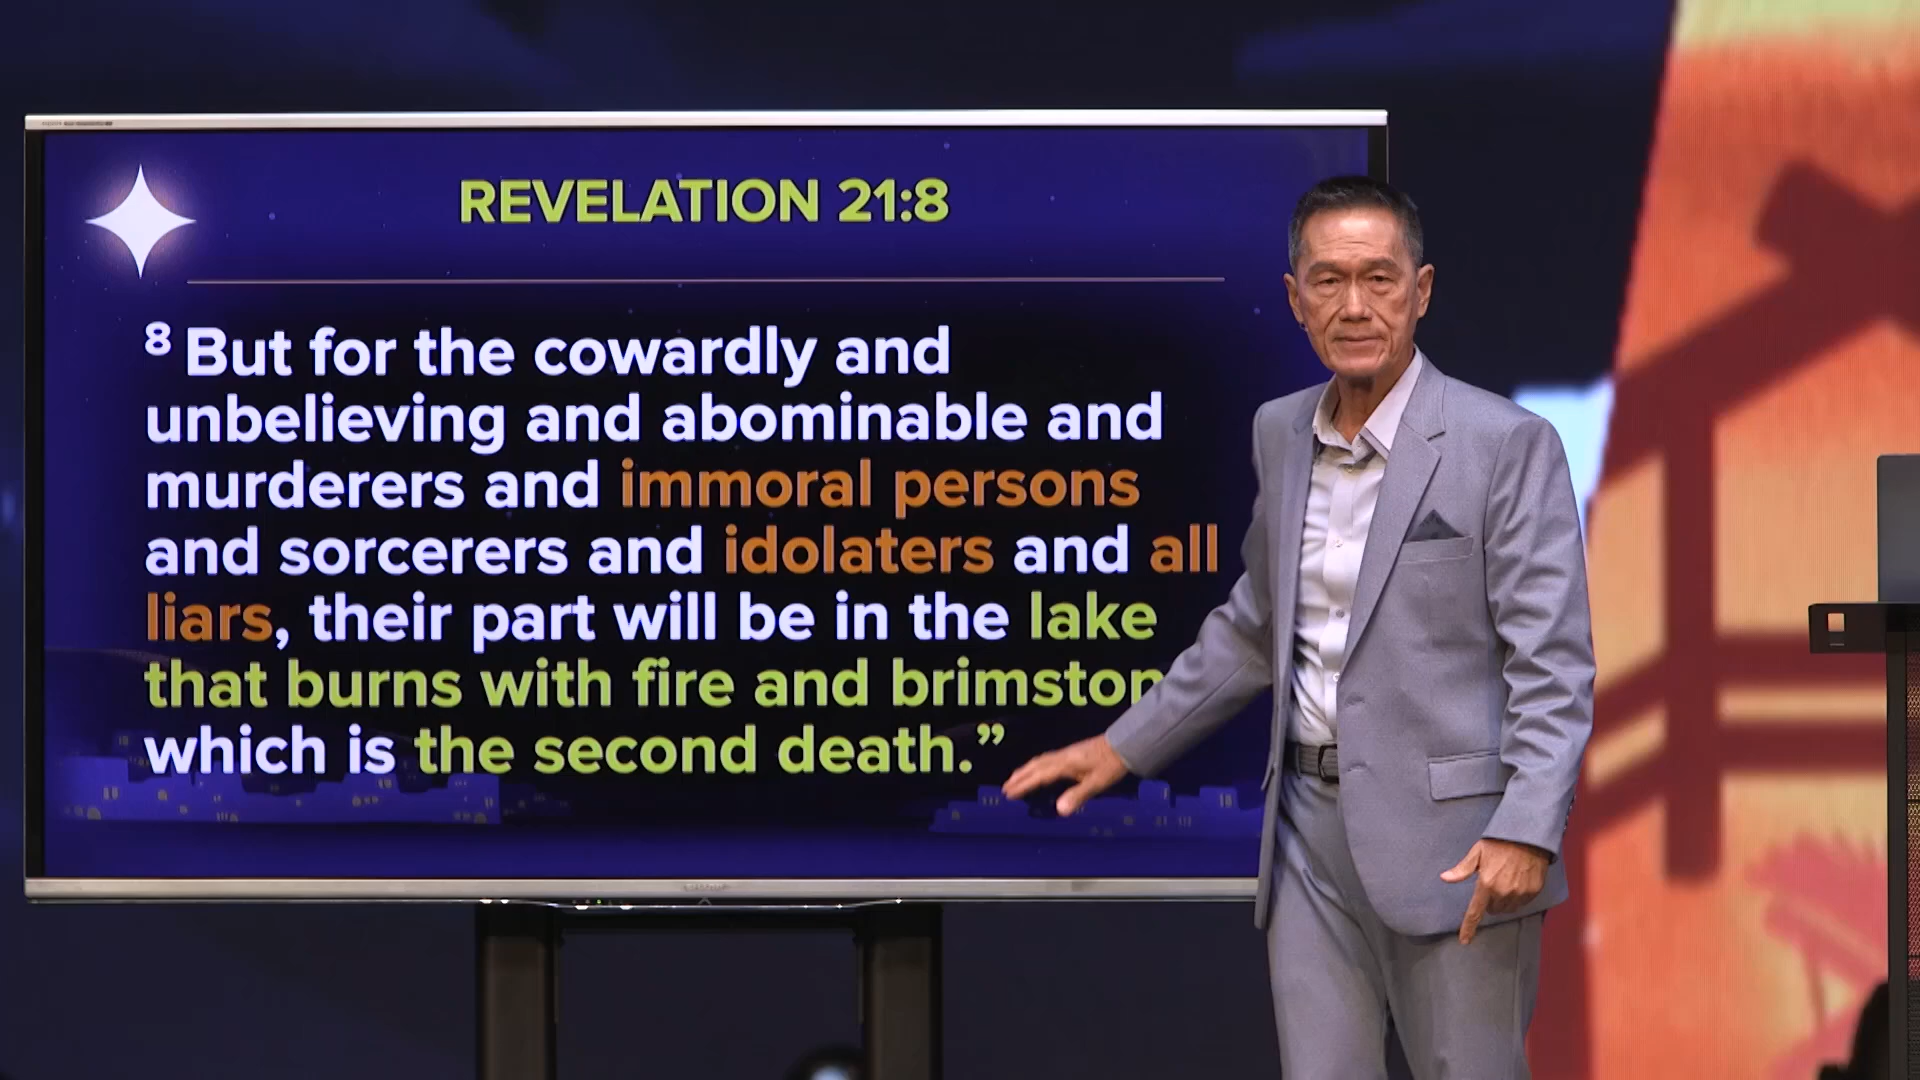 REVELATION 21:8
8 But for the cowardly and
unbelieving and abominable and
murderers and immoral persons
and sorcerers and idolaters and all
liars, their part will be in the lake
that burns with fire and brimston
which is the second death.”